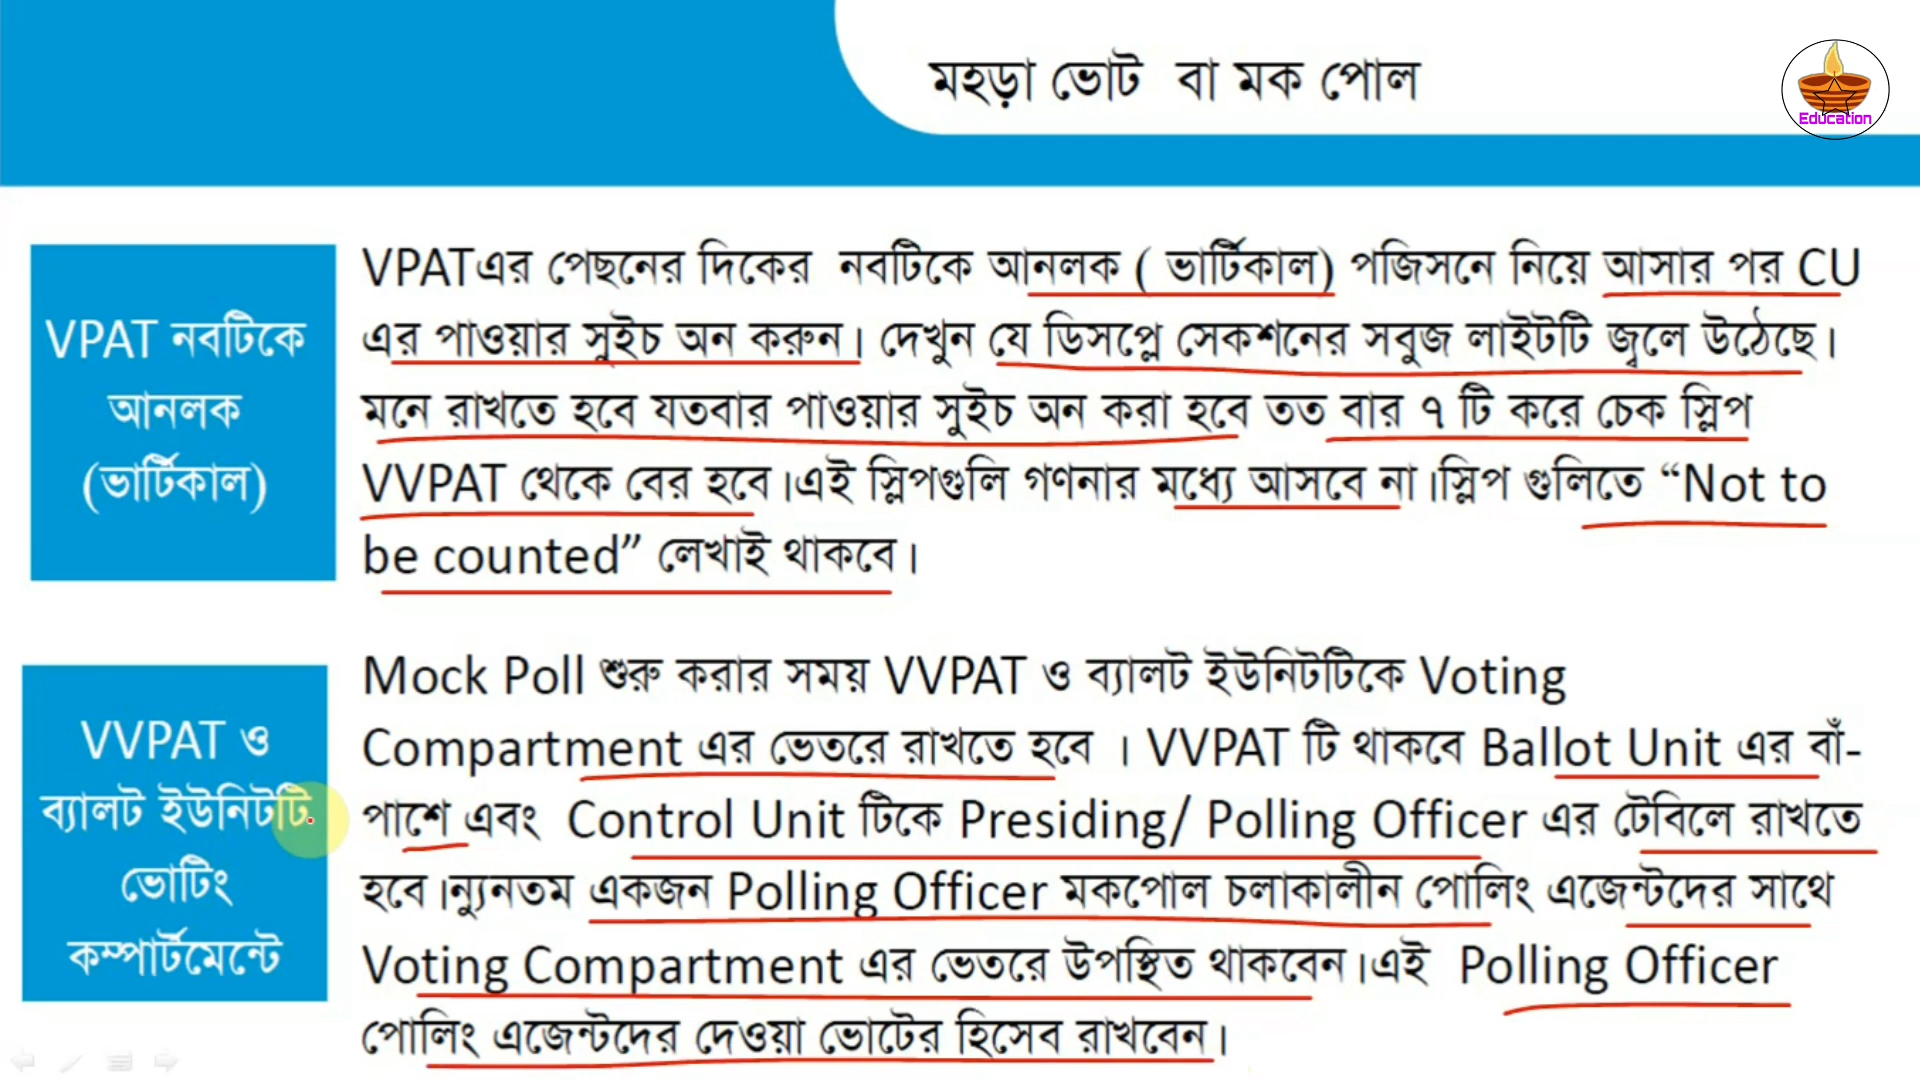 মহড়া ভোট বা মক পোল
Education
VPAT নবটিকে
আনলক
(ভার্টিকাল)
VPATএর পেছনের দিকের নবটিকে আনলক ( ভার্টিকাল) পজিসনে নিয়ে আসার পর CU
এর পাওয়ার সুইচ অন করুন। দেখুন যে ডিসপ্লে সেকশনের সবুজ লাইটটি জ্বলে উঠেছে।
মনে রাখতে হবে যতবার পাওয়ার সুইচ অন করা হবে তত বার ৭ টি করে চেক স্লিপ
VVPAT থেকে বের হবে।এই স্লিপগুলি গণনার মধ্যে আসবে না।স্লিপ গুলিতে “Not to
be counted” লেখাই থাকবে।
VVPAT ও
ব্যালট ইউনিটটি
ভোটিং
কম্পার্টমেন্টে
Mock Poll শুরু করার সময় VVPAT ও ব্যালট ইউনিটটিকে Voting
Compartment এর ভেতরে রাখতে হবে । VVPAT টি থাকবে Ballot Unit এর বাঁ-
পাশে এবং Control Unit টিকে Presiding/ Polling Officer এর টেবিলে রাখতে
হবে।ন্যুনতম একজন Polling Officer মকপোল চলাকালীন পোলিং এজেন্টদের সাথে
Voting Compartment এর ভেতরে উপস্থিত থাকবেন।এই Polling Officer
পোলিং এজেন্টদের দেওয়া ভোটের হিসেব রাখবেন।